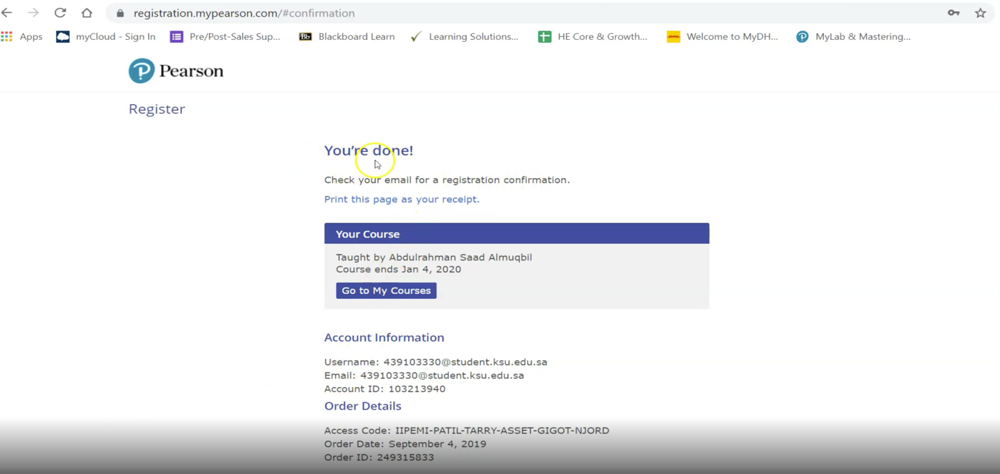 registration.mypearson.com/#confirmation
Apps myCloud - Sign In Pre/Post-Sales Sup... Bb Blackboard Learn Learning Solutions... HE Core & Growth... Welcome to MyDH... MyLab & Mastering...
Pearson
Register
You're done!
Check your email for a registration confirmation.
Print this page as your receipt.
Your Course
Taught by Abdulrahman Saad Almuqbil
Course ends Jan 4, 2020
Go to My Courses
Account Information
Username: 439103330@student.ksu.edu.sa
Email: 439103330@student.ksu.edu.sa
Account ID: 103213940
Order Details
Access Code: IIPEMI-PATIL-TARRY-ASSET-GIGOT-NJORD
Order Date: September 4, 2019
Order ID: 249315833